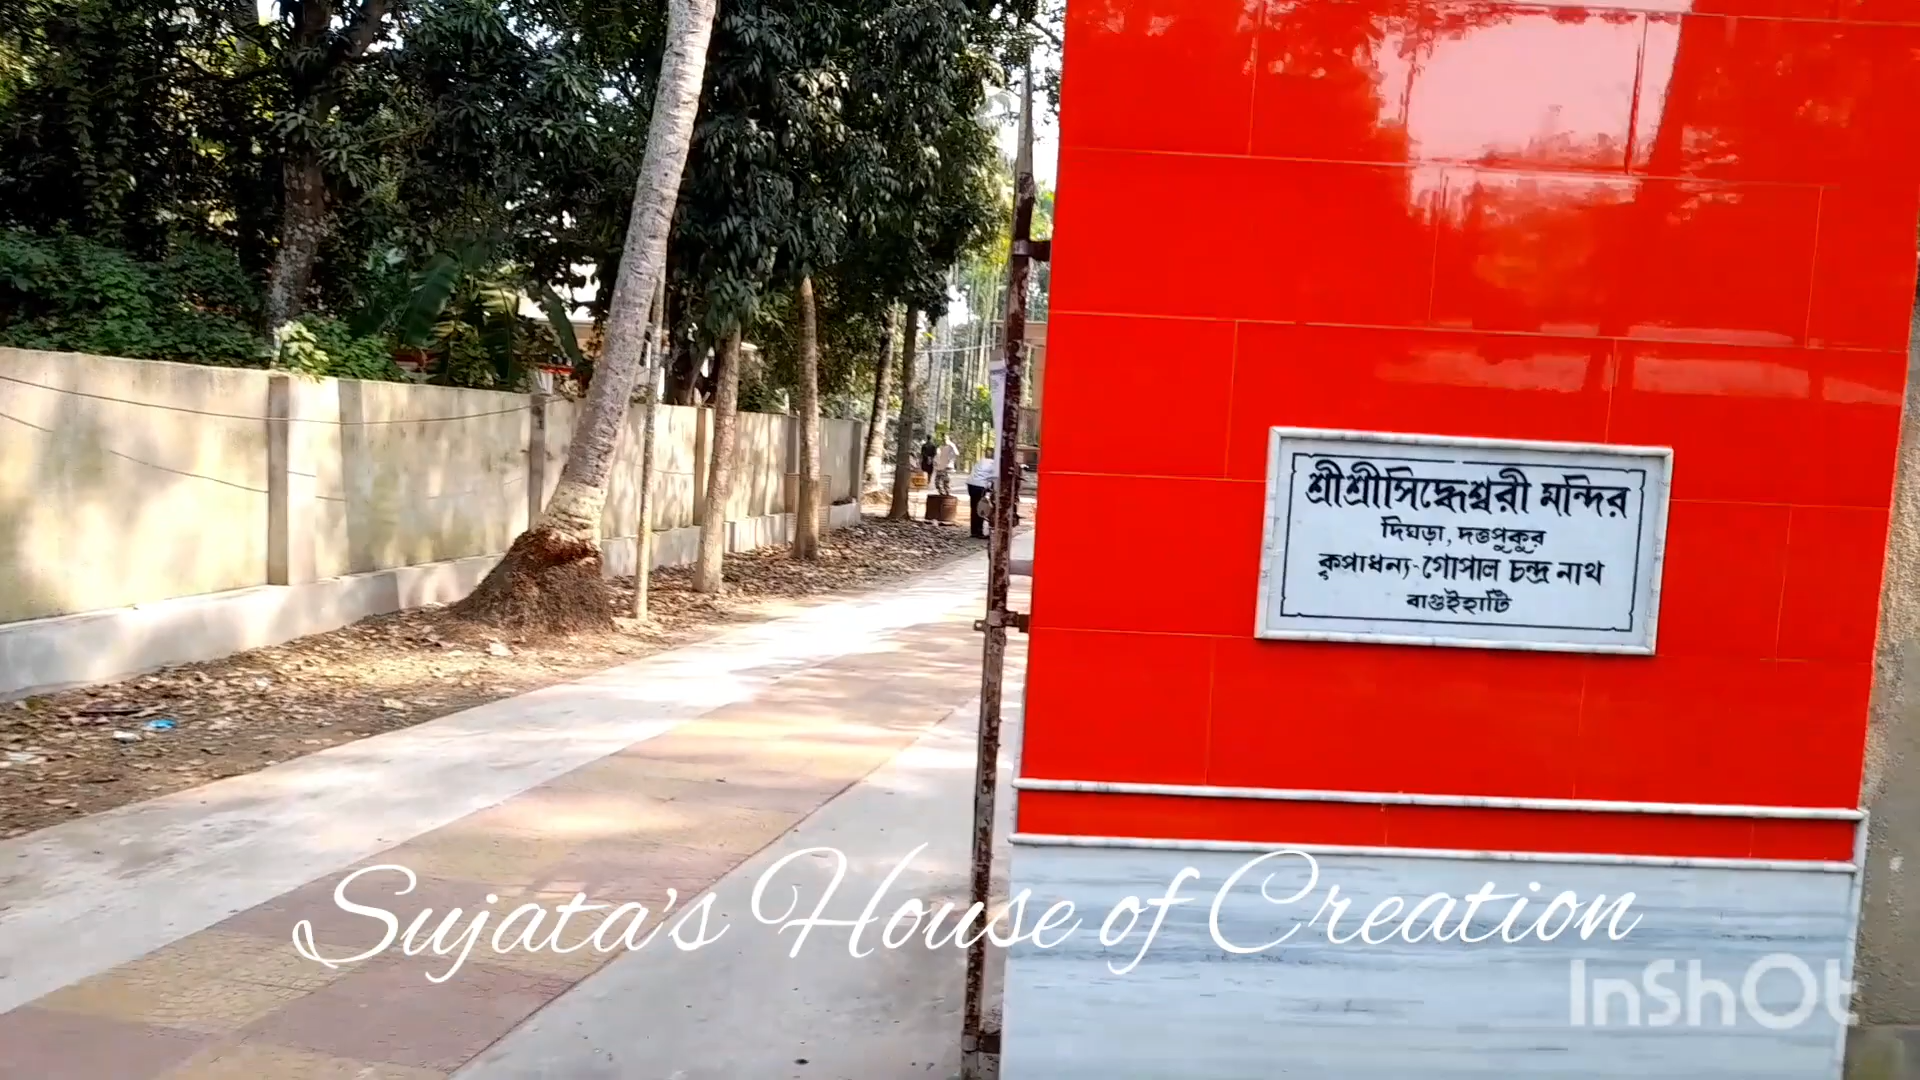 শ্রীশ্রীসিদ্ধেশ্বরী মন্দির
দিঘড়া, দত্তপুকুর
কৃপাধন্য-গোপাল চন্দ্র নাথ
বাগুইহাটি
Sujata's House of Creation
InShOt